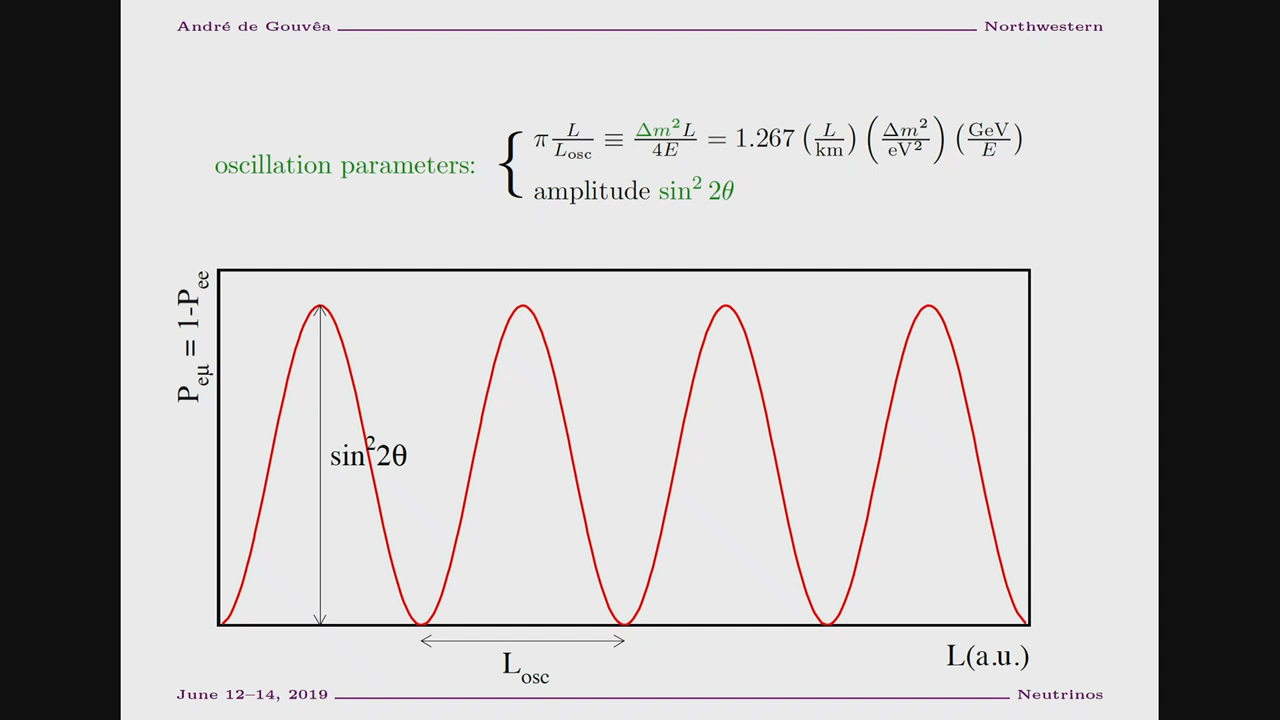 André de Gouvêa Northwestern
oscillation parameters: { π L/L_osc ≡ Δm²L/4E = 1.267 (L/km) (Δm²/eV²) (GeV/E)
amplitude sin² 2θ
P_eμ = 1-P_ee
sin²2θ
L_osc
L(a.u.)
June 12–14, 2019 Neutrinos